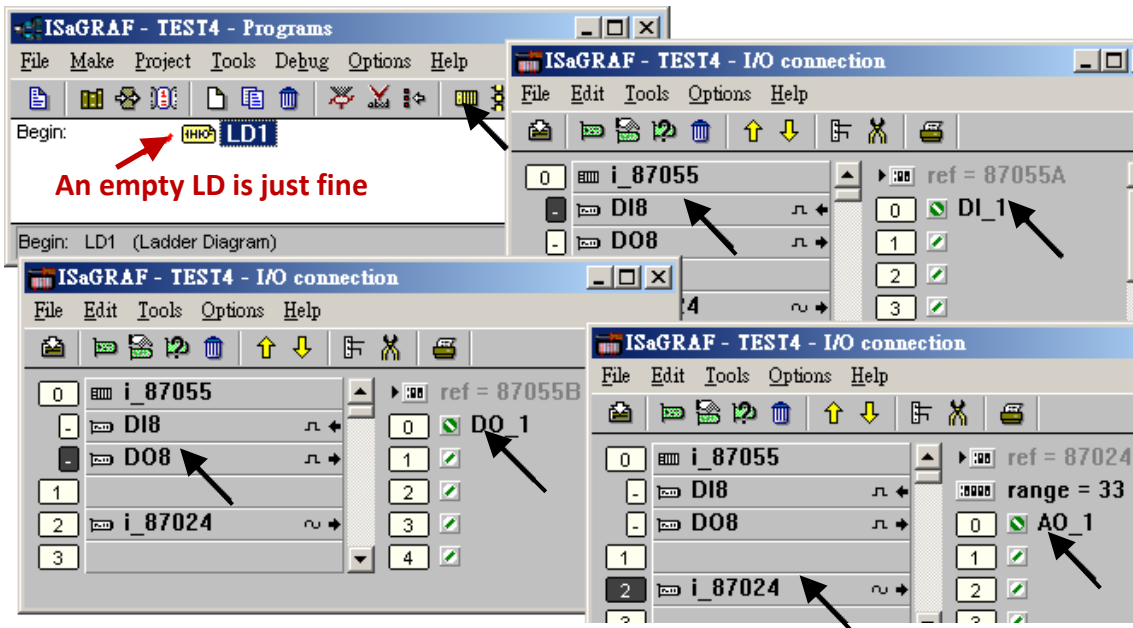 ISaGRAF - TEST4 - Programs
File Make Project Tools Debug Options Help
Begin: LD1
An empty LD is just fine
Begin: LD1 (Ladder Diagram)
ISaGRAF - TEST4 - I/O connection
File Edit Tools Options Help
0 i_87055
DI8
DO8
ref = 87055A
0 DI_1
1
2
3
ISaGRAF - TEST4 - I/O connection
File Edit Tools Options Help
0 i_87055
- DI8
- DO8
1
2 i_87024
3
ref = 87055B
0 DO_1
1
2
3
4
ISaGRAF - TEST4 - I/O connection
File Edit Tools Options Help
0 i_87055
- DI8
- DO8
1
2 i_87024
ref = 87024
range = 33
0 AO_1
1
2
3